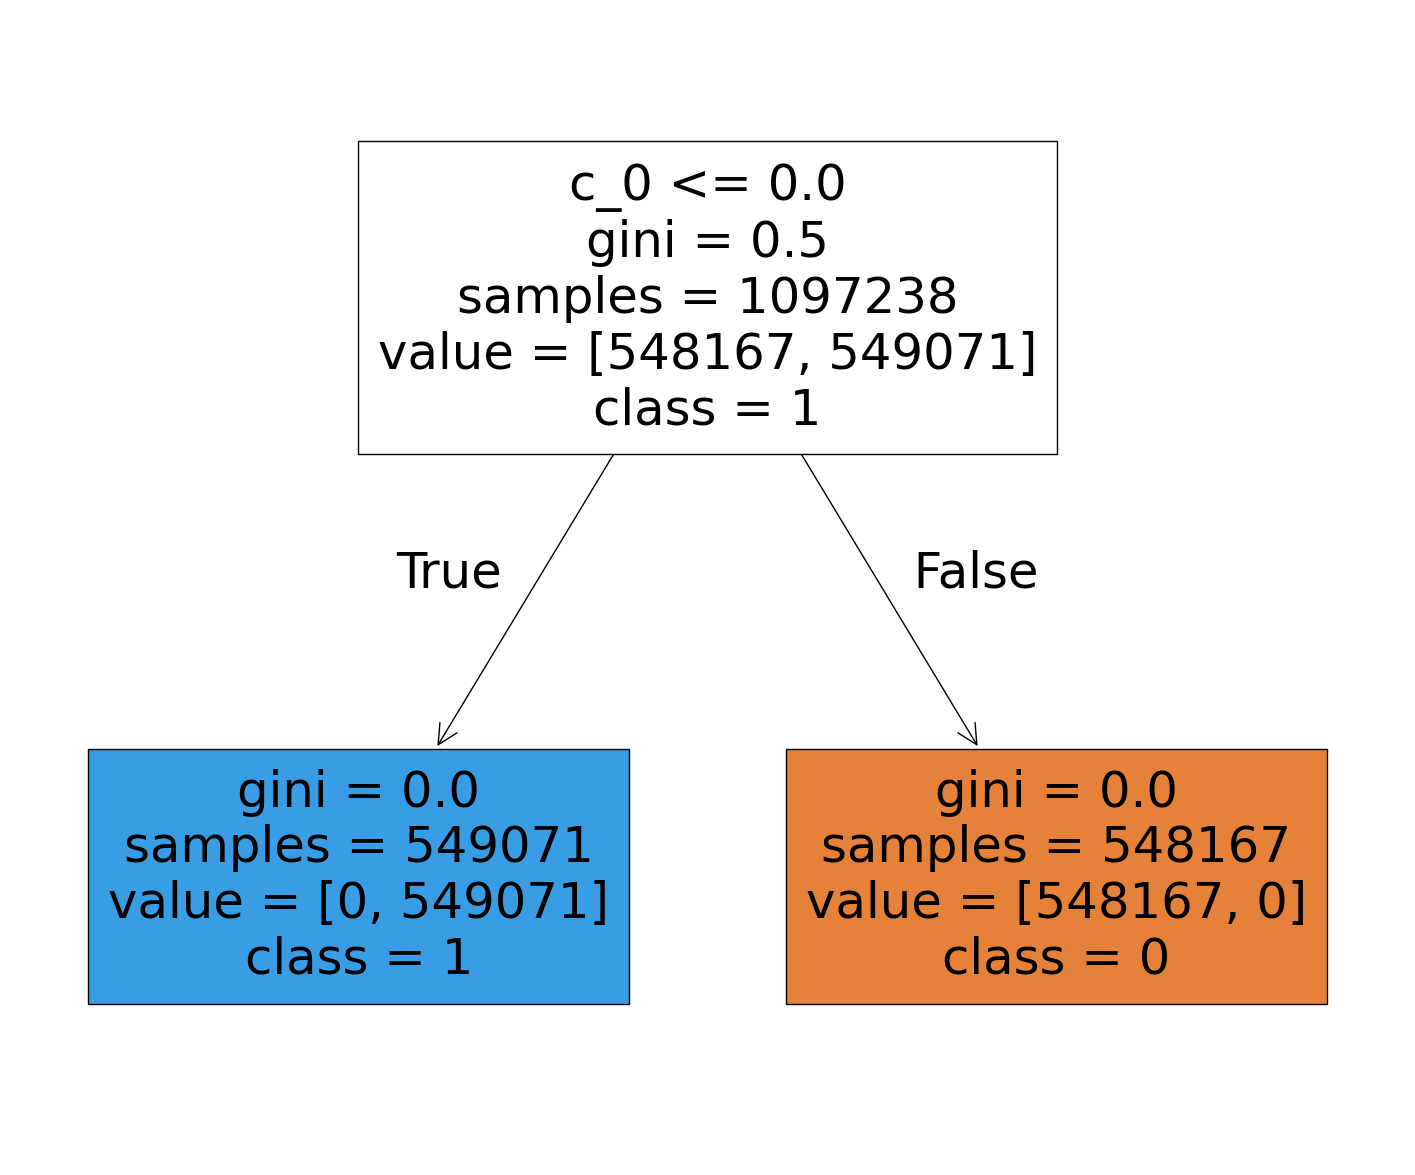 c_0 <= 0.0
gini = 0.5
samples = 1097238
value = [548167, 549071]
class = 1
True
False
gini = 0.0
samples = 549071
value = [0, 549071]
class = 1
gini = 0.0
samples = 548167
value = [548167, 0]
class = 0